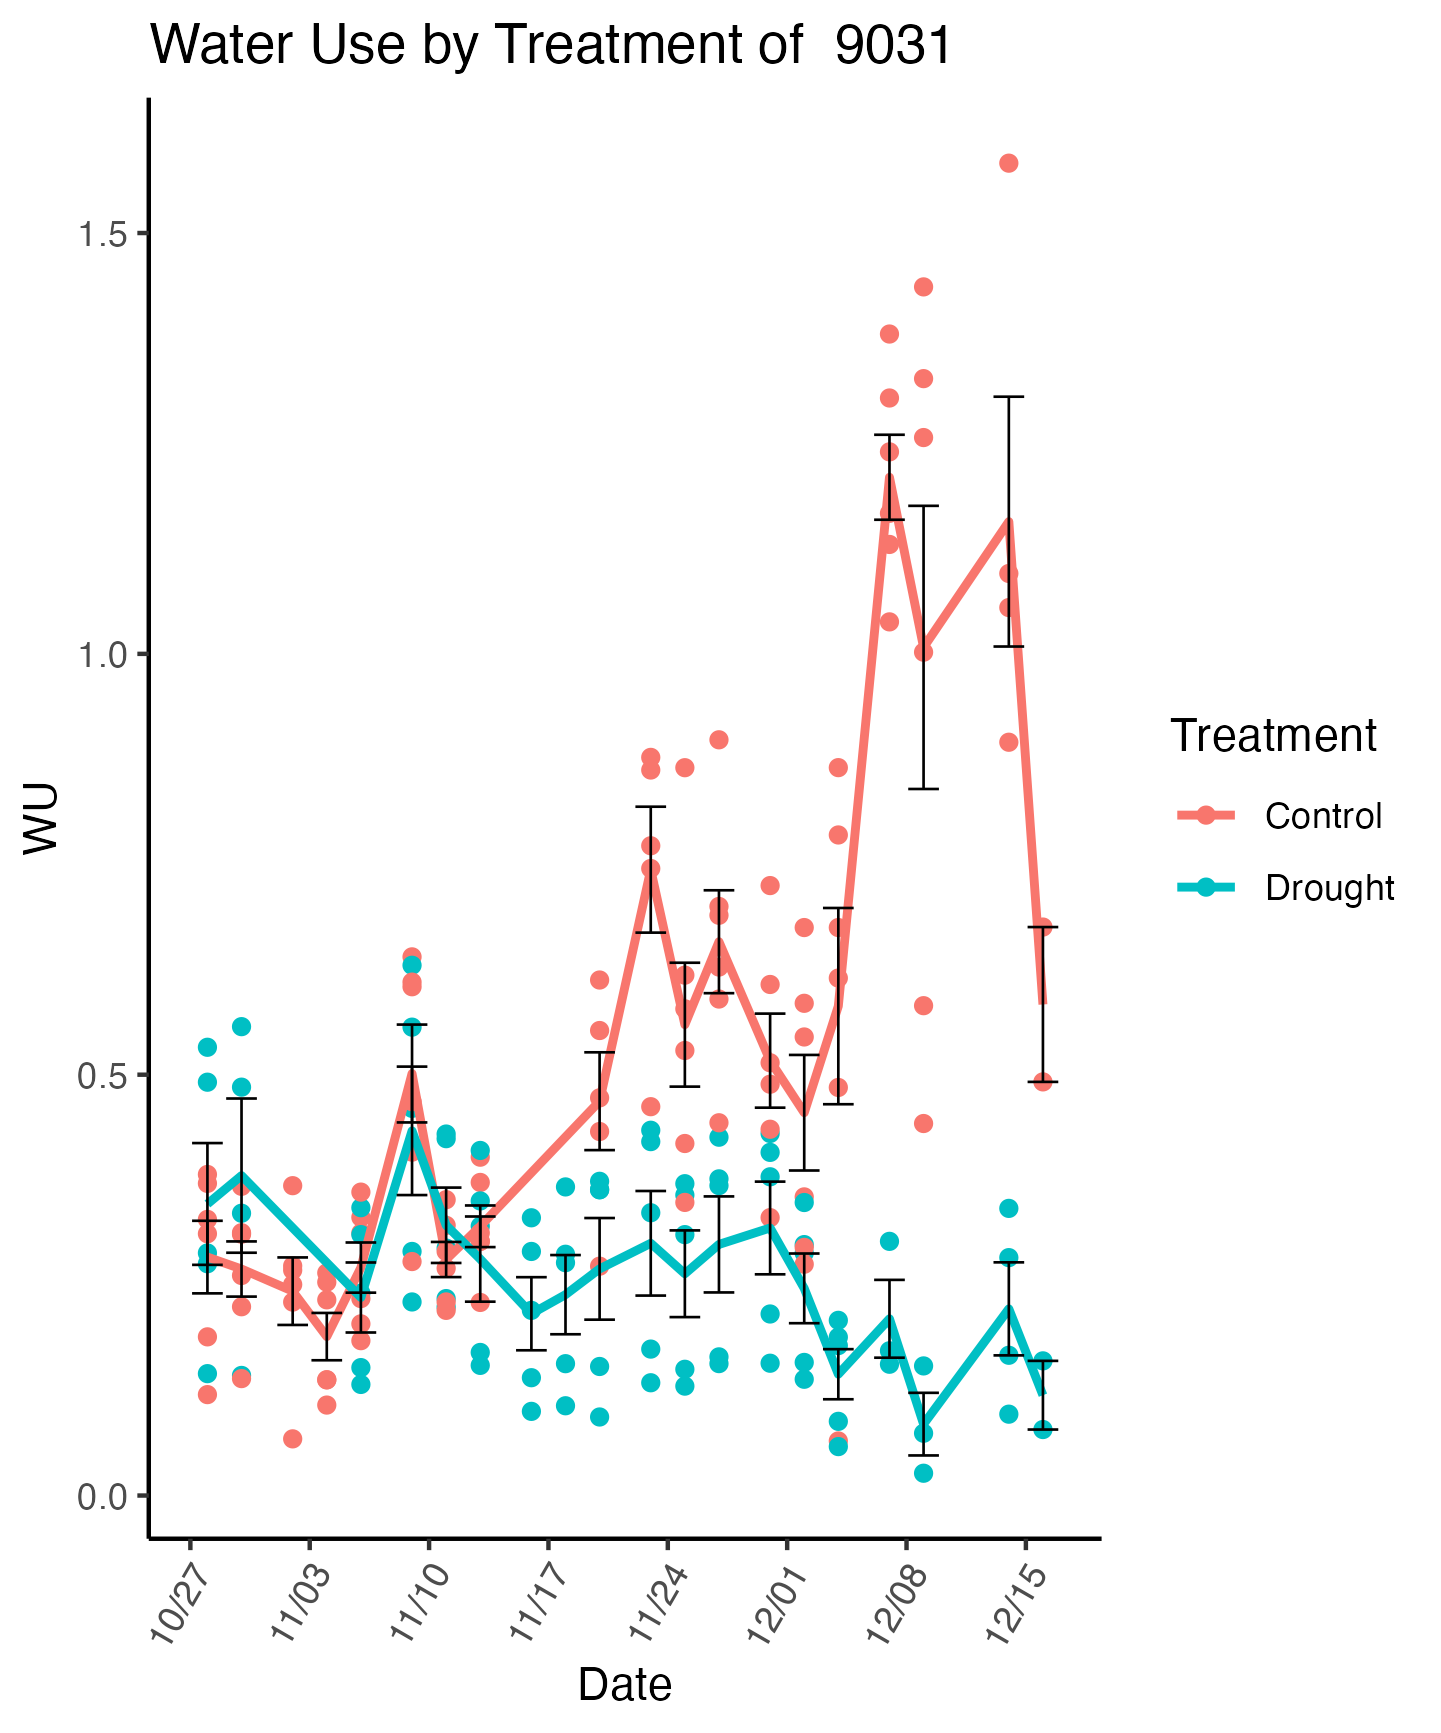 Water Use by Treatment of  9031
1.5
1.0
0.5
0.0
WU
10/27
11/03
11/10
11/17
11/24
12/01
12/08
12/15
Date
Treatment
Control
Drought